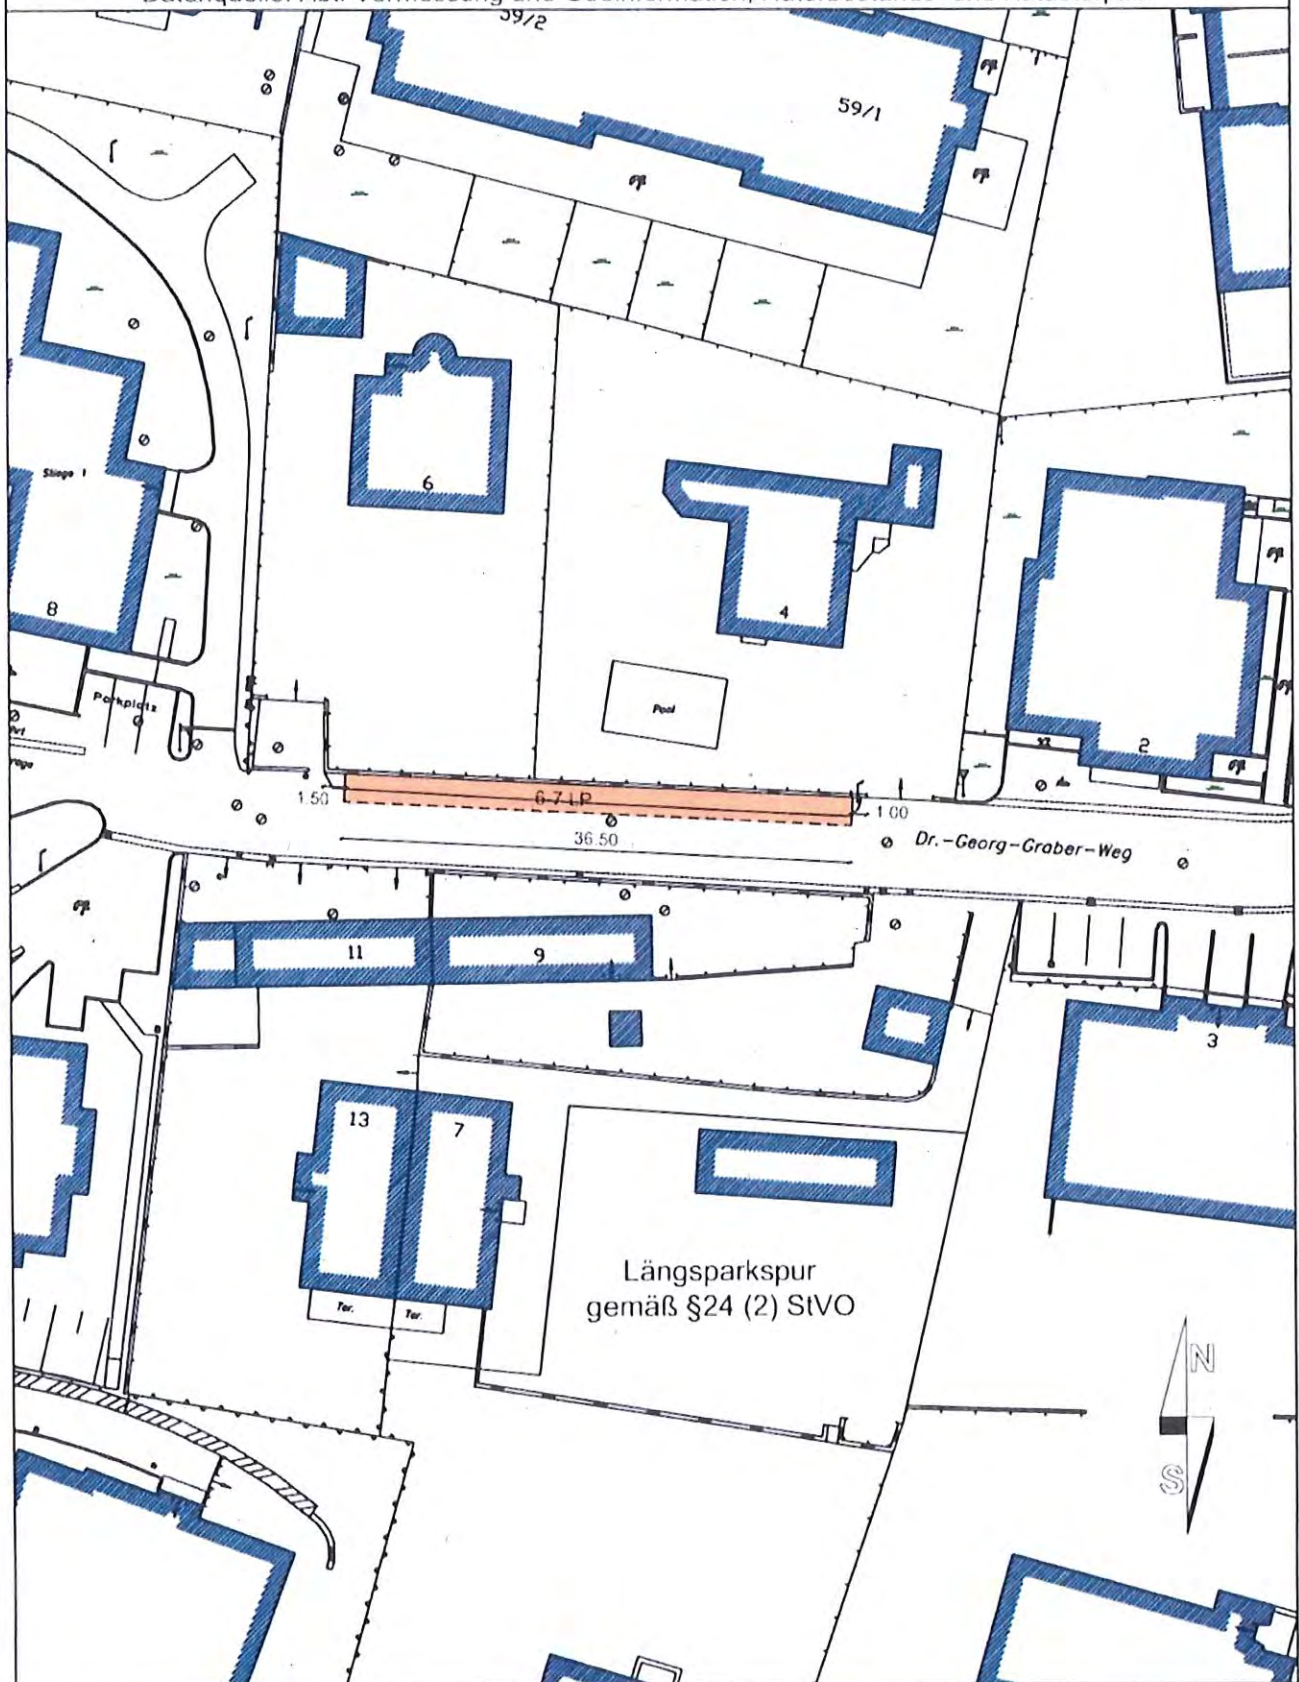 59/2
59/1
Stiege 1
6
8
4
Parkplatz
Pool
2
1.50
6-7 LP
1.00
36.50
Dr.-Georg-Graber-Weg
11
9
3
13
7
Längsparkspur
gemäß §24 (2) StVO
Ter.
Ter.
N
S